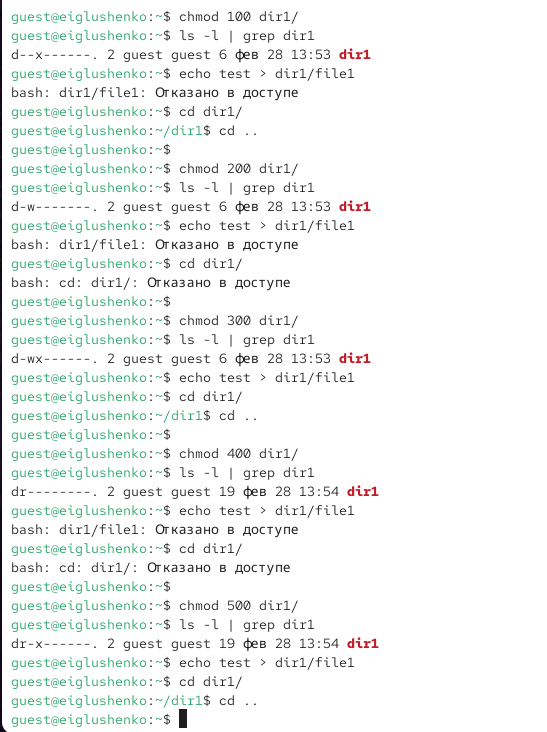 guest@eiglushenko:~$ chmod 100 dir1/
guest@eiglushenko:~$ ls -l | grep dir1
d--x------. 2 guest guest 6 фев 28 13:53 dir1
guest@eiglushenko:~$ echo test > dir1/file1
bash: dir1/file1: Отказано в доступе
guest@eiglushenko:~$ cd dir1/
guest@eiglushenko:~/dir1$ cd ..
guest@eiglushenko:~$
guest@eiglushenko:~$ chmod 200 dir1/
guest@eiglushenko:~$ ls -l | grep dir1
d-w-------. 2 guest guest 6 фев 28 13:53 dir1
guest@eiglushenko:~$ echo test > dir1/file1
bash: dir1/file1: Отказано в доступе
guest@eiglushenko:~$ cd dir1/
bash: cd: dir1/: Отказано в доступе
guest@eiglushenko:~$
guest@eiglushenko:~$ chmod 300 dir1/
guest@eiglushenko:~$ ls -l | grep dir1
d-wx------. 2 guest guest 6 фев 28 13:53 dir1
guest@eiglushenko:~$ echo test > dir1/file1
guest@eiglushenko:~$ cd dir1/
guest@eiglushenko:~/dir1$ cd ..
guest@eiglushenko:~$
guest@eiglushenko:~$ chmod 400 dir1/
guest@eiglushenko:~$ ls -l | grep dir1
dr--------. 2 guest guest 19 фев 28 13:54 dir1
guest@eiglushenko:~$ echo test > dir1/file1
bash: dir1/file1: Отказано в доступе
guest@eiglushenko:~$ cd dir1/
bash: cd: dir1/: Отказано в доступе
guest@eiglushenko:~$
guest@eiglushenko:~$ chmod 500 dir1/
guest@eiglushenko:~$ ls -l | grep dir1
dr-x------. 2 guest guest 19 фев 28 13:54 dir1
guest@eiglushenko:~$ echo test > dir1/file1
guest@eiglushenko:~$ cd dir1/
guest@eiglushenko:~/dir1$ cd ..
guest@eiglushenko:~$